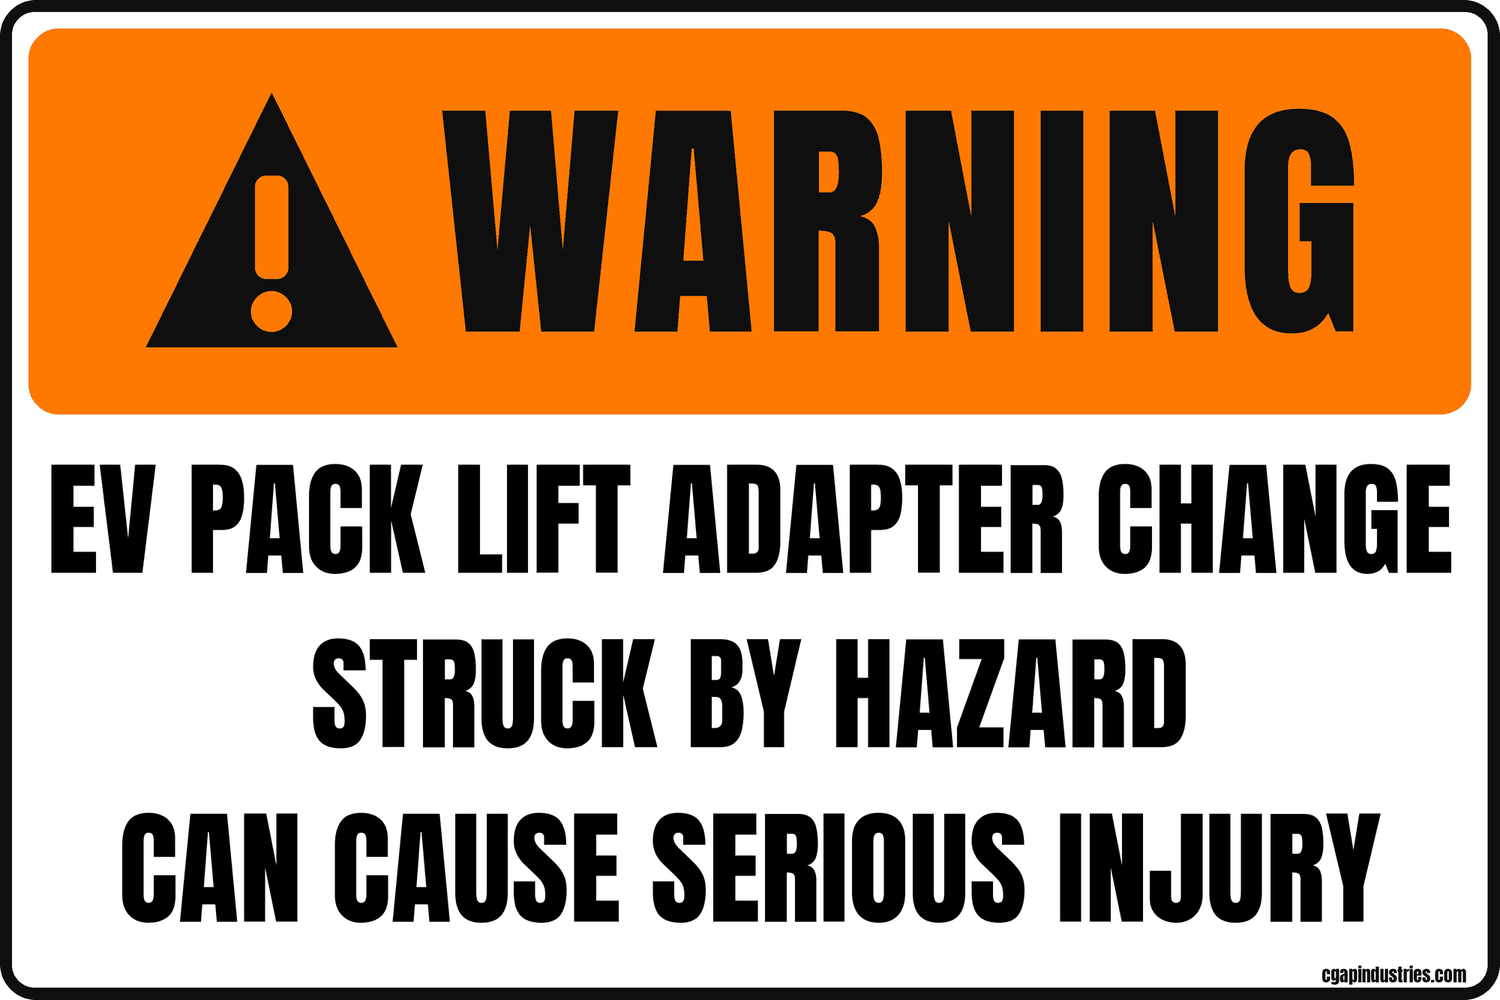 WARNING
EV PACK LIFT ADAPTER CHANGE
STRUCK BY HAZARD
CAN CAUSE SERIOUS INJURY
cgapindustries.com